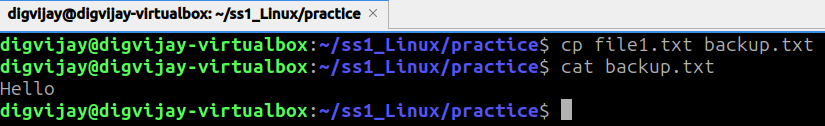 digvijay@digvijay-virtualbox: ~/ss1_Linux/practice ×
digvijay@digvijay-virtualbox:~/ss1_Linux/practice$ cp file1.txt backup.txt
digvijay@digvijay-virtualbox:~/ss1_Linux/practice$ cat backup.txt
Hello
digvijay@digvijay-virtualbox:~/ss1_Linux/practice$